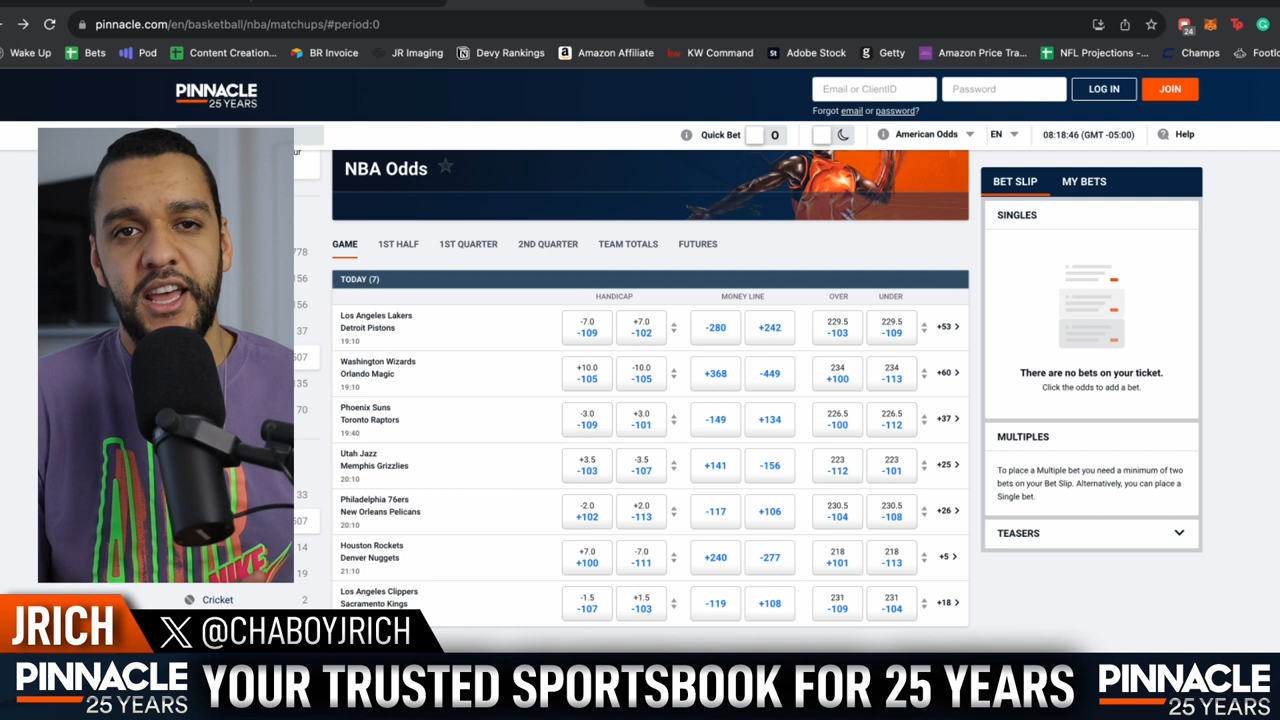 pinnacle.com/en/basketball/nba/matchups/#period:0
24
Wake Up
Bets
Pod
Content Creation...
BR Invoice
JR Imaging
Devy Rankings
Amazon Affiliate
KW Command
Adobe Stock
Getty
Amazon Price Tra...
NFL Projections -...
Champs
PINNACLE
25 YEARS
Email or ClientID
Password
LOG IN
JOIN
Forgot email or password?
Quick Bet
American Odds
EN
08:18:46 (GMT -05:00)
Help
NBA Odds
GAME
1ST HALF
1ST QUARTER
2ND QUARTER
TEAM TOTALS
FUTURES
TODAY (7)
HANDICAP
MONEY LINE
OVER
UNDER
Los Angeles Lakers
Detroit Pistons
19:10
-7.0
-109
+7.0
-102
-280
+242
229.5
-103
229.5
-109
+53
Washington Wizards
Orlando Magic
19:10
+10.0
-105
-10.0
-105
+368
-449
234
+100
234
-113
+60
Phoenix Suns
Toronto Raptors
19:40
-3.0
-109
+3.0
-101
-149
+134
226.5
-100
226.5
-112
+37
Utah Jazz
Memphis Grizzlies
20:10
+3.5
-103
-3.5
-107
+141
-156
223
-112
223
-101
+25
Philadelphia 76ers
New Orleans Pelicans
20:10
-2.0
+102
+2.0
-113
-117
+106
230.5
-104
230.5
-108
+26
Houston Rockets
Denver Nuggets
21:10
+7.0
+100
-7.0
-111
+240
-277
218
+101
218
-113
+5
Los Angeles Clippers
Sacramento Kings
-1.5
-107
+1.5
-103
-119
+108
231
-109
231
-104
+18
BET SLIP
MY BETS
SINGLES
There are no bets on your ticket.
Click the odds to add a bet.
MULTIPLES
To place a Multiple bet you need a minimum of two
bets on your Bet Slip. Alternatively, you can place a
Single bet.
TEASERS
778
156
156
37
507
135
70
33
507
14
19
Cricket
2
JRICH
X @CHABOYJRICH
PINNACLE
25 YEARS
YOUR TRUSTED SPORTSBOOK FOR 25 YEARS
PINNACLE
25 YEARS